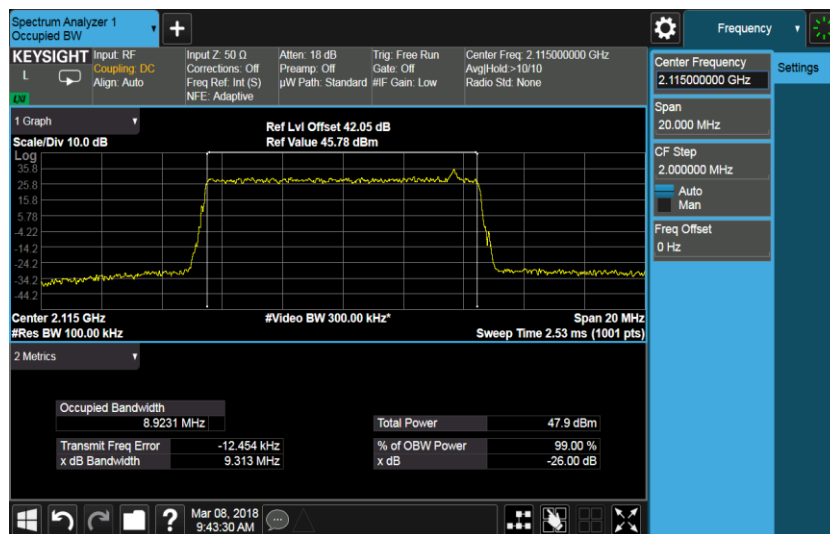 Spectrum Analyzer 1
Occupied BW
Frequency
KEYSIGHT
L
LXI
Input: RF
Coupling: DC
Align: Auto
Input Z: 50 Ω
Corrections: Off
Freq Ref: Int (S)
NFE: Adaptive
Atten: 18 dB
Preamp: Off
µW Path: Standard
Trig: Free Run
Gate: Off
#IF Gain: Low
Center Freq: 2.115000000 GHz
Avg|Hold:>10/10
Radio Std: None
Center Frequency
2.115000000 GHz
Settings
Span
20.000 MHz
CF Step
2.000000 MHz
Auto
Man
Freq Offset
0 Hz
1 Graph
Scale/Div 10.0 dB
Ref Lvl Offset 42.05 dB
Ref Value 45.78 dBm
Log
35.8
25.8
15.8
5.78
-4.22
-14.2
-24.2
-34.2
-44.2
Center 2.115 GHz
#Video BW 300.00 kHz*
Span 20 MHz
#Res BW 100.00 kHz
Sweep Time 2.53 ms (1001 pts)
2 Metrics
Occupied Bandwidth
8.9231 MHz
Total Power 47.9 dBm
Transmit Freq Error -12.454 kHz
% of OBW Power 99.00 %
x dB Bandwidth 9.313 MHz
x dB -26.00 dB
?
Mar 08, 2018
9:43:30 AM